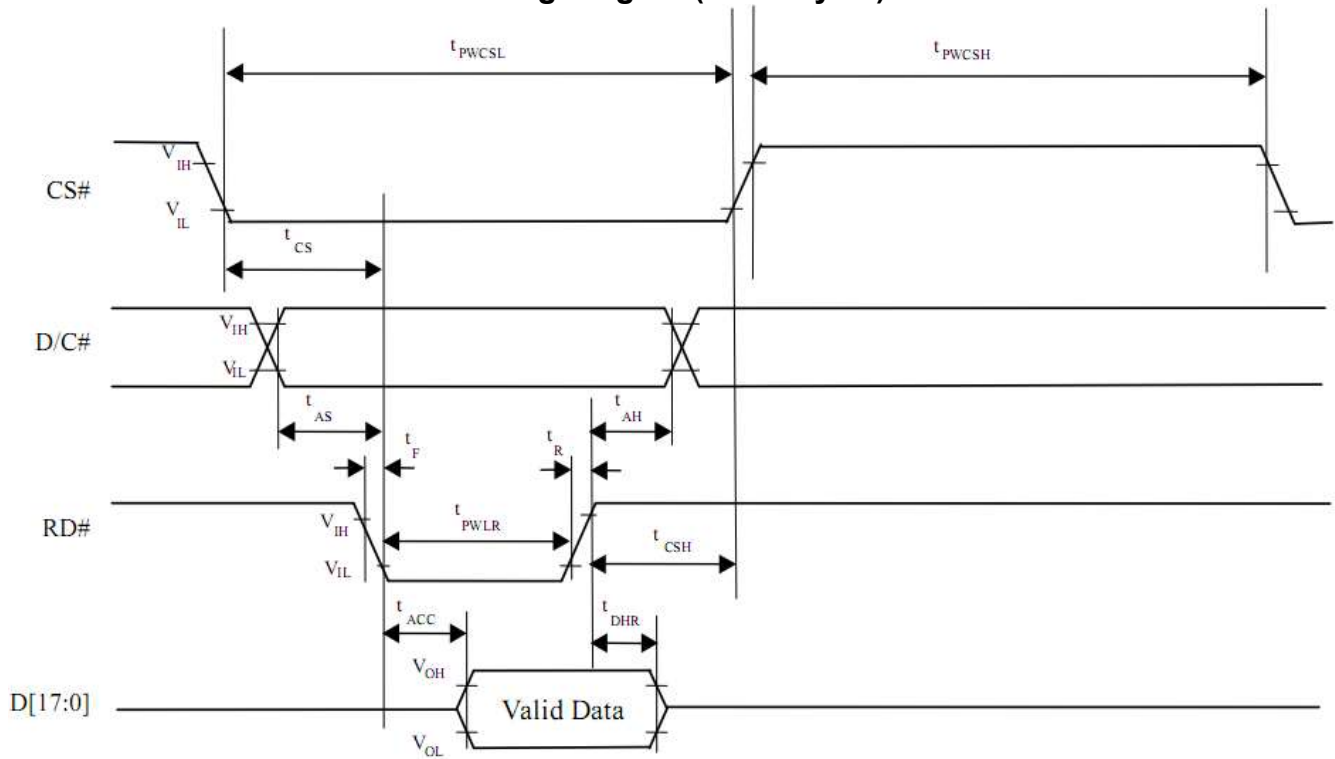 t PWCSL
t PWCSH
CS#
V IH
V IL
t CS
D/C#
V IH
V IL
t AS
t F
t R
t AH
RD#
V IH
V IL
t PWLR
t CSH
t ACC
t DHR
D[17:0]
V OH
V OL
Valid Data